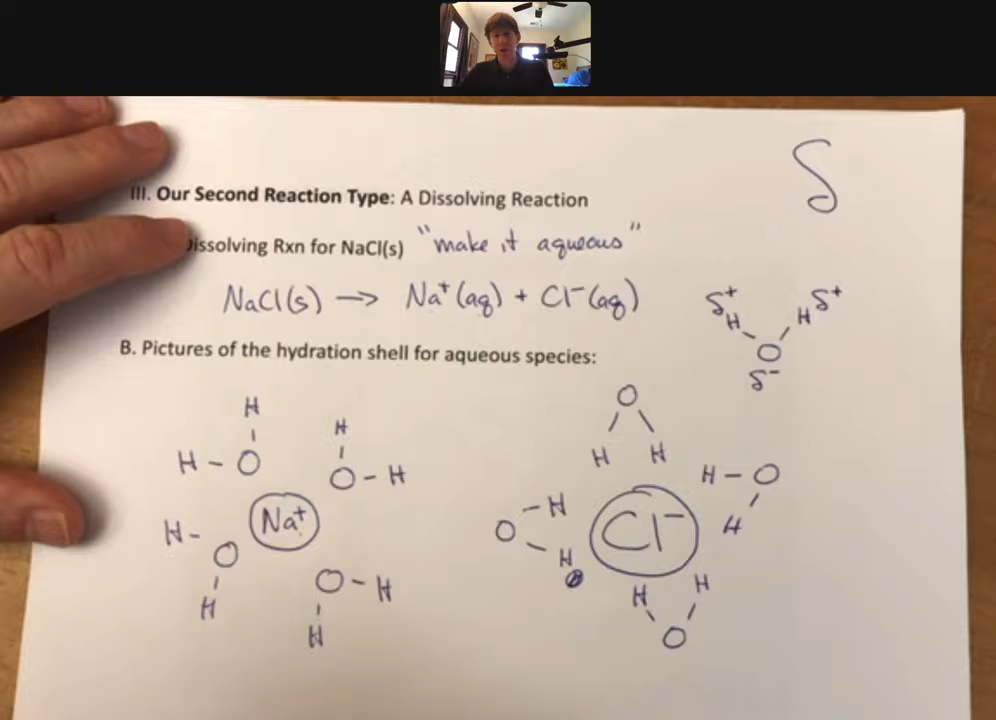 δ
III. Our Second Reaction Type: A Dissolving Reaction
Dissolving Rxn for NaCl(s) "make it aqueous"
NaCl(s) → Na⁺(aq) + Cl⁻(aq)
δ⁺ δ⁺
H H
O
δ⁻
B. Pictures of the hydration shell for aqueous species:
H
H - O
H
O - H
Na⁺
H - O
H
O - H
H
O
H H
H - O
H
O - H
H
Cl⁻
H H
O